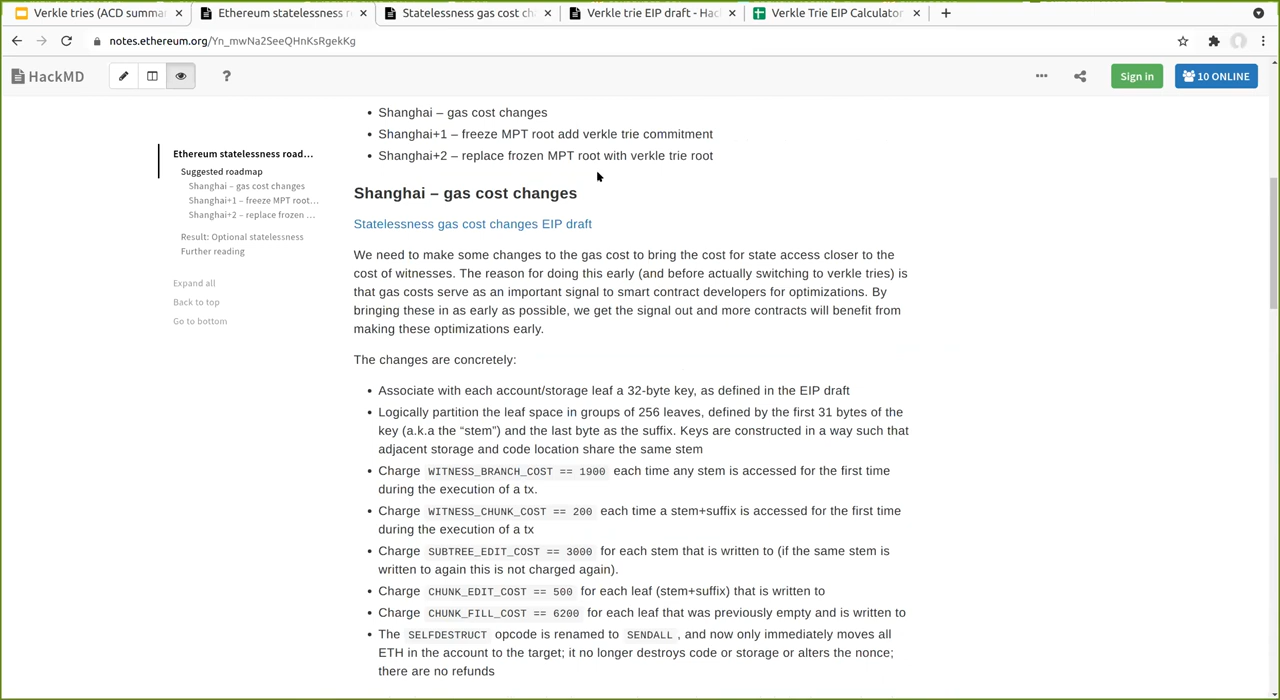 Verkle tries (ACD summa
Ethereum statelessness r
Statelessness gas cost ch
Verkle trie EIP draft - Hac
Verkle Trie EIP Calculator
notes.ethereum.org/Yn_mwNa2SeeQHnKsRgekKg
HackMD
?
Sign in
10 ONLINE
Ethereum statelessness road…
Suggested roadmap
Shanghai – gas cost changes
Shanghai+1 – freeze MPT root…
Shanghai+2 – replace frozen …
Result: Optional statelessness
Further reading
Expand all
Back to top
Go to bottom
• Shanghai – gas cost changes
• Shanghai+1 – freeze MPT root add verkle trie commitment
• Shanghai+2 – replace frozen MPT root with verkle trie root
Shanghai – gas cost changes
Statelessness gas cost changes EIP draft
We need to make some changes to the gas cost to bring the cost for state access closer to the
cost of witnesses. The reason for doing this early (and before actually switching to verkle tries) is
that gas costs serve as an important signal to smart contract developers for optimizations. By
bringing these in as early as possible, we get the signal out and more contracts will benefit from
making these optimizations early.
The changes are concretely:
• Associate with each account/storage leaf a 32-byte key, as defined in the EIP draft
• Logically partition the leaf space in groups of 256 leaves, defined by the first 31 bytes of the
key (a.k.a the “stem”) and the last byte as the suffix. Keys are constructed in a way such that
adjacent storage and code location share the same stem
• Charge WITNESS_BRANCH_COST == 1900 each time any stem is accessed for the first time
during the execution of a tx.
• Charge WITNESS_CHUNK_COST == 200 each time a stem+suffix is accessed for the first time
during the execution of a tx
• Charge SUBTREE_EDIT_COST == 3000 for each stem that is written to (if the same stem is
written to again this is not charged again).
• Charge CHUNK_EDIT_COST == 500 for each leaf (stem+suffix) that is written to
• Charge CHUNK_FILL_COST == 6200 for each leaf that was previously empty and is written to
• The SELFDESTRUCT opcode is renamed to SENDALL , and now only immediately moves all
ETH in the account to the target; it no longer destroys code or storage or alters the nonce;
there are no refunds